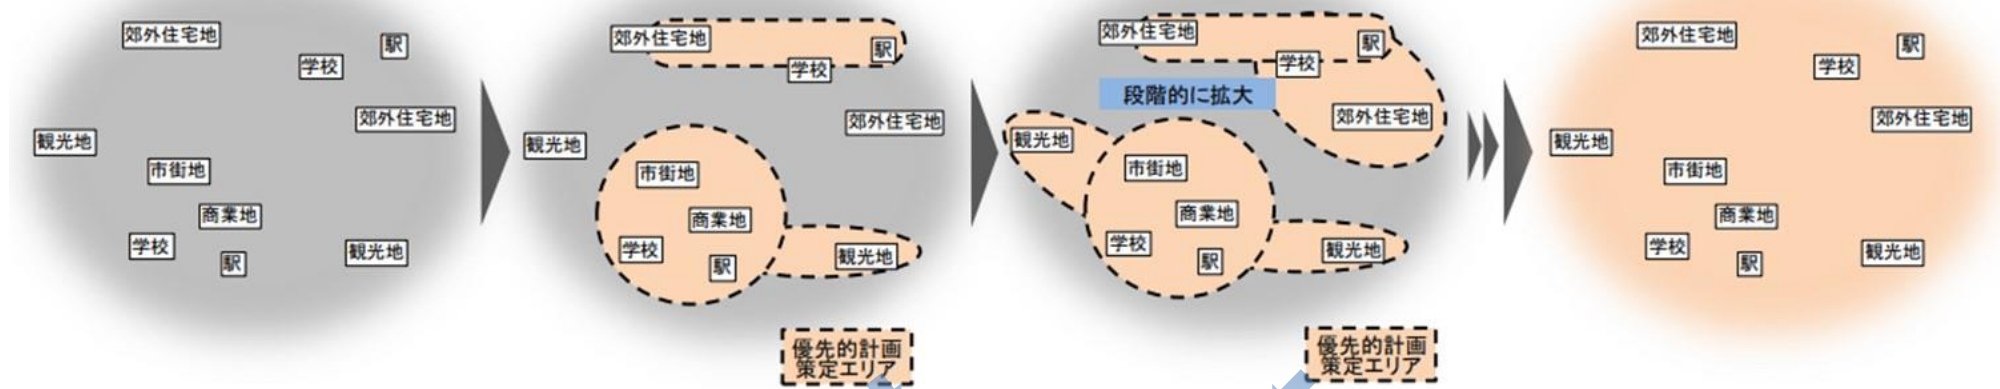 郊外住宅地
駅
学校
郊外住宅地
観光地
市街地
商業地
学校
観光地
駅
郊外住宅地
駅
学校
郊外住宅地
観光地
市街地
商業地
学校
観光地
駅
優先的計画
策定エリア
郊外住宅地
駅
学校
段階的に拡大
郊外住宅地
観光地
市街地
商業地
学校
観光地
駅
優先的計画
策定エリア
郊外住宅地
駅
学校
郊外住宅地
観光地
市街地
商業地
学校
観光地
駅